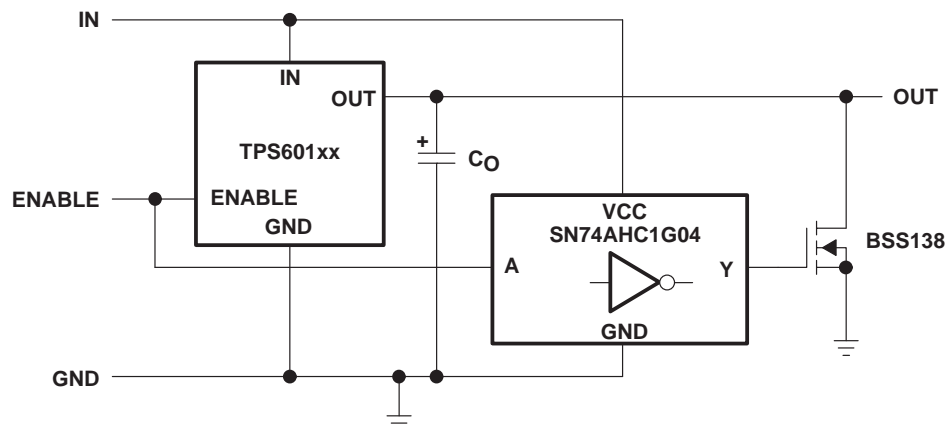 IN
IN
OUT
OUT
TPS601xx
+
CO
ENABLE
ENABLE
GND
VCC
SN74AHC1G04
BSS138
A
Y
GND
GND